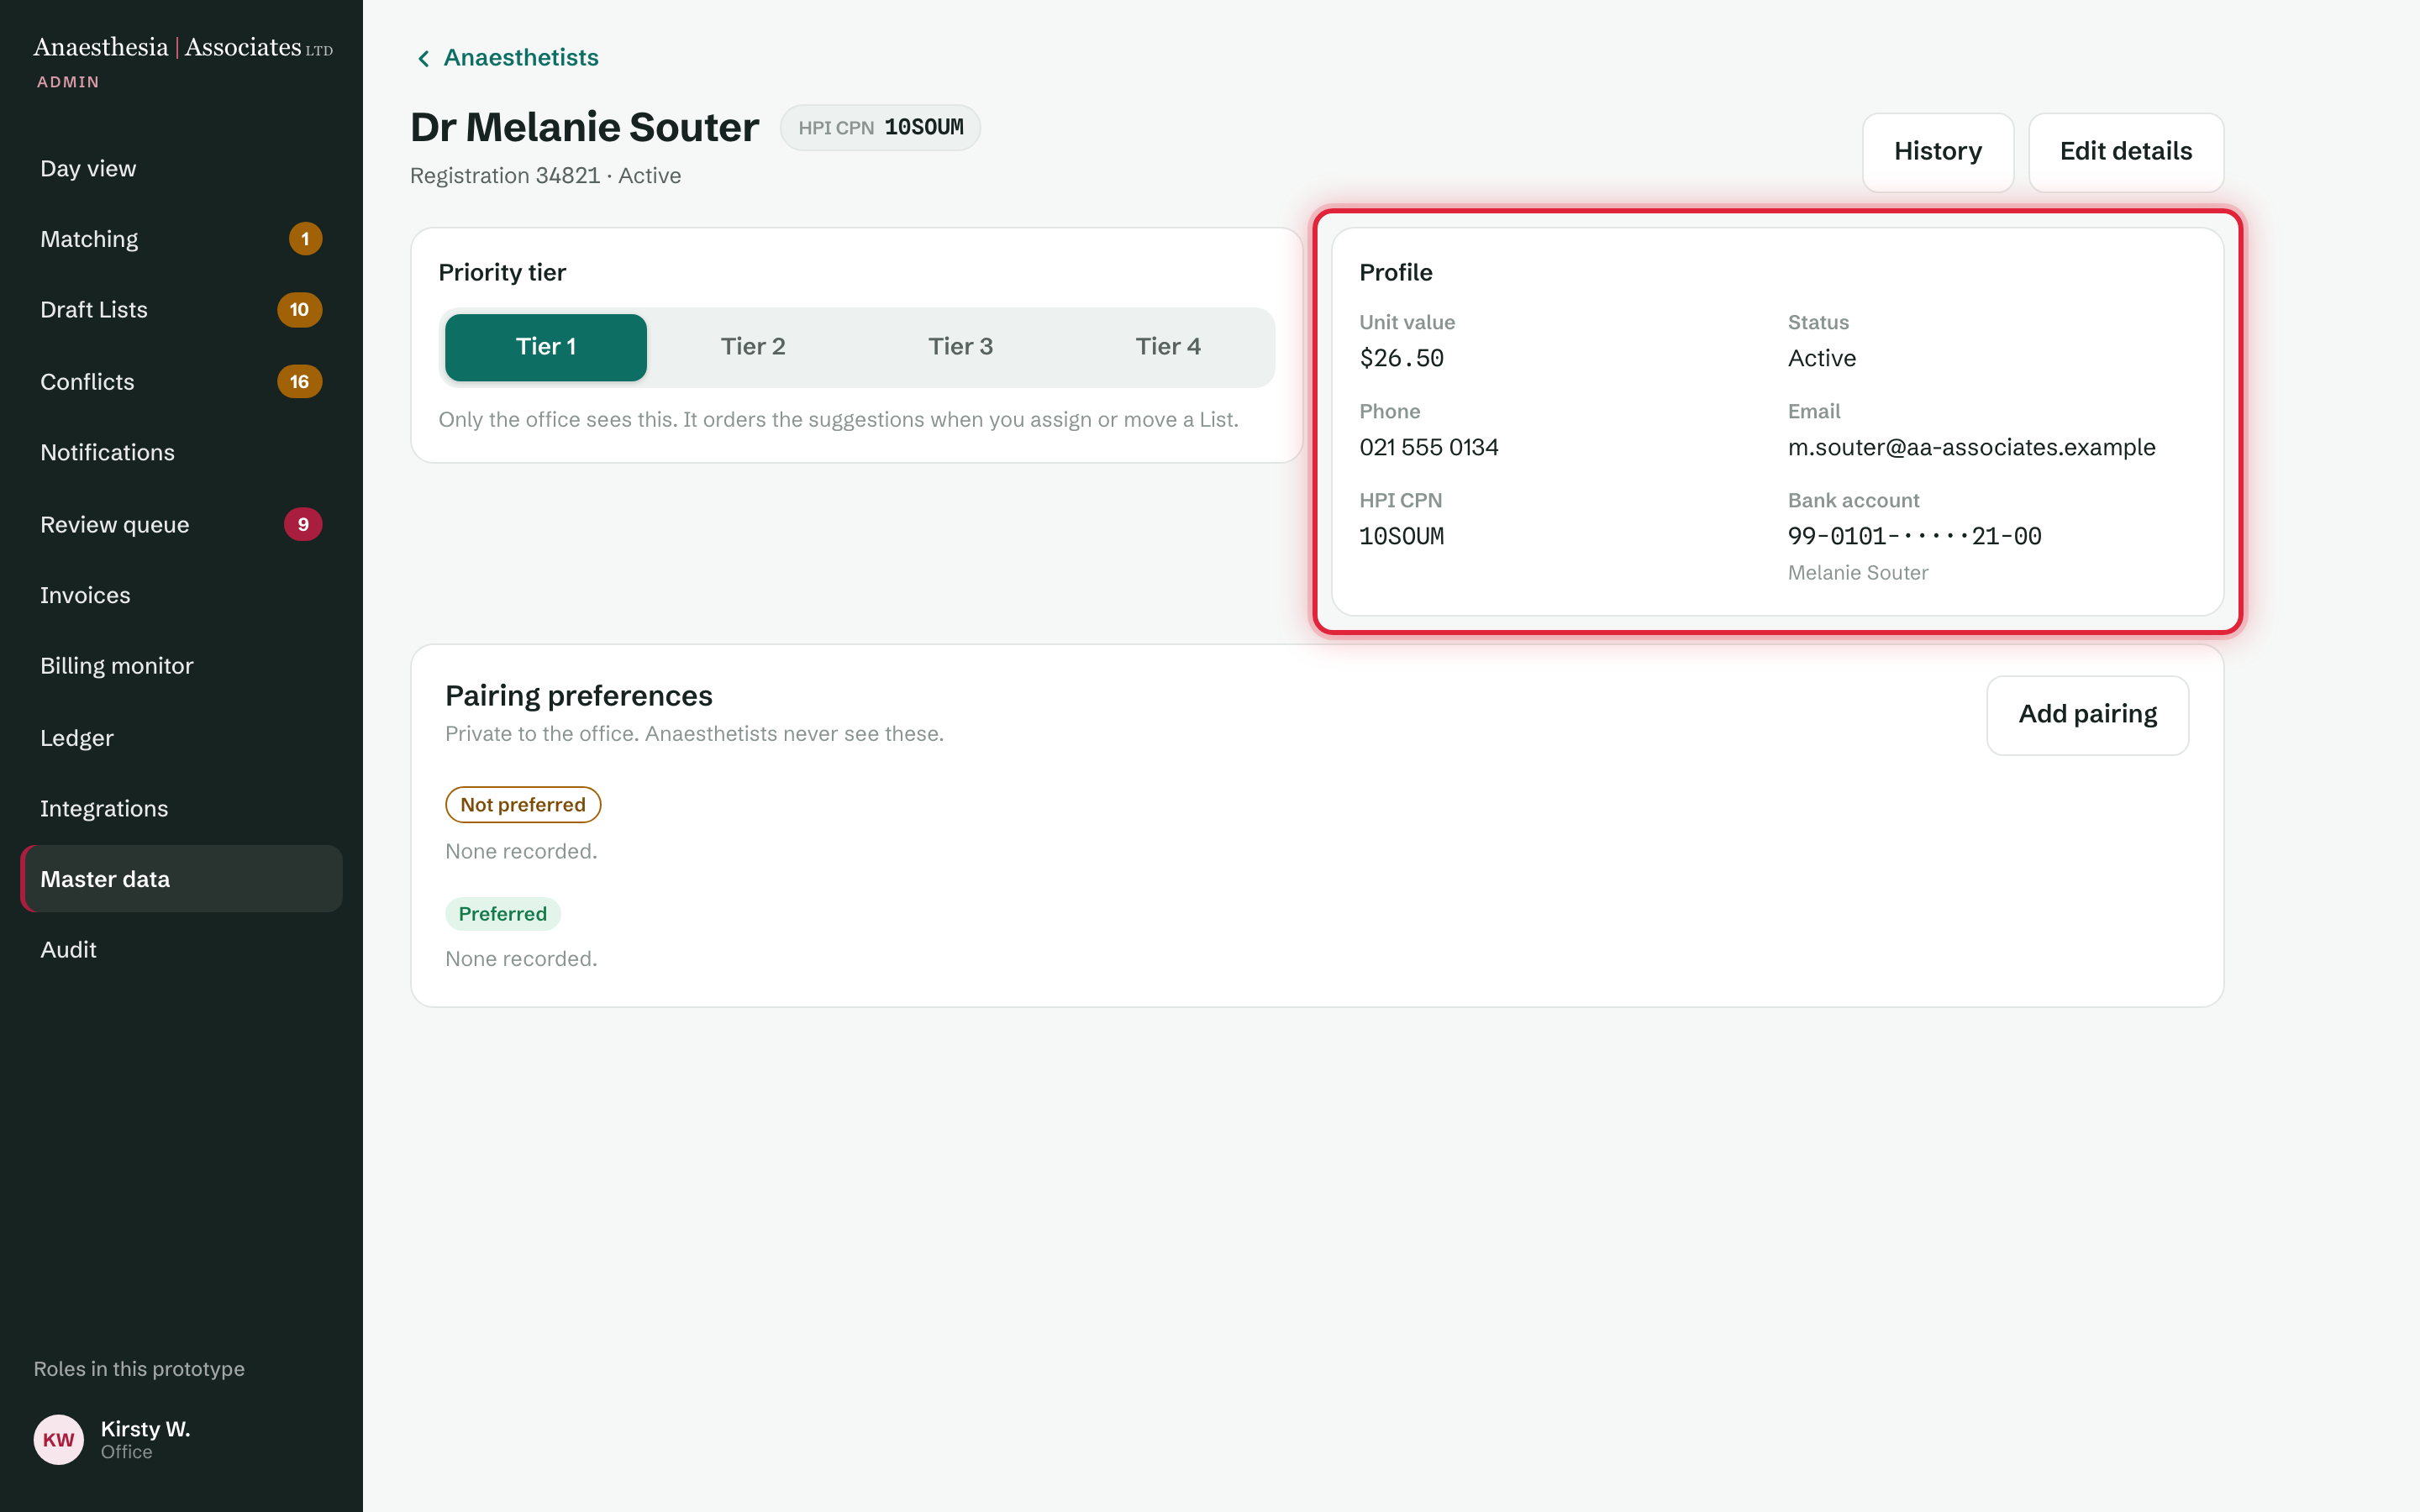 Anaesthesia | Associates LTD
ADMIN
Day view
Matching 1
Draft Lists 10
Conflicts 16
Notifications
Review queue 9
Invoices
Billing monitor
Ledger
Integrations
Master data
Audit
Roles in this prototype
KW
Kirsty W.
Office
Anaesthetists
Dr Melanie Souter
HPI CPN 10SOUM
Registration 34821 · Active
History
Edit details
Priority tier
Tier 1 Tier 2 Tier 3 Tier 4
Only the office sees this. It orders the suggestions when you assign or move a List.
Profile
Unit value
$26.50
Status
Active
Phone
021 555 0134
Email
m.souter@aa-associates.example
HPI CPN
10SOUM
Bank account
99-0101-·····21-00
Melanie Souter
Pairing preferences
Private to the office. Anaesthetists never see these.
Add pairing
Not preferred
None recorded.
Preferred
None recorded.